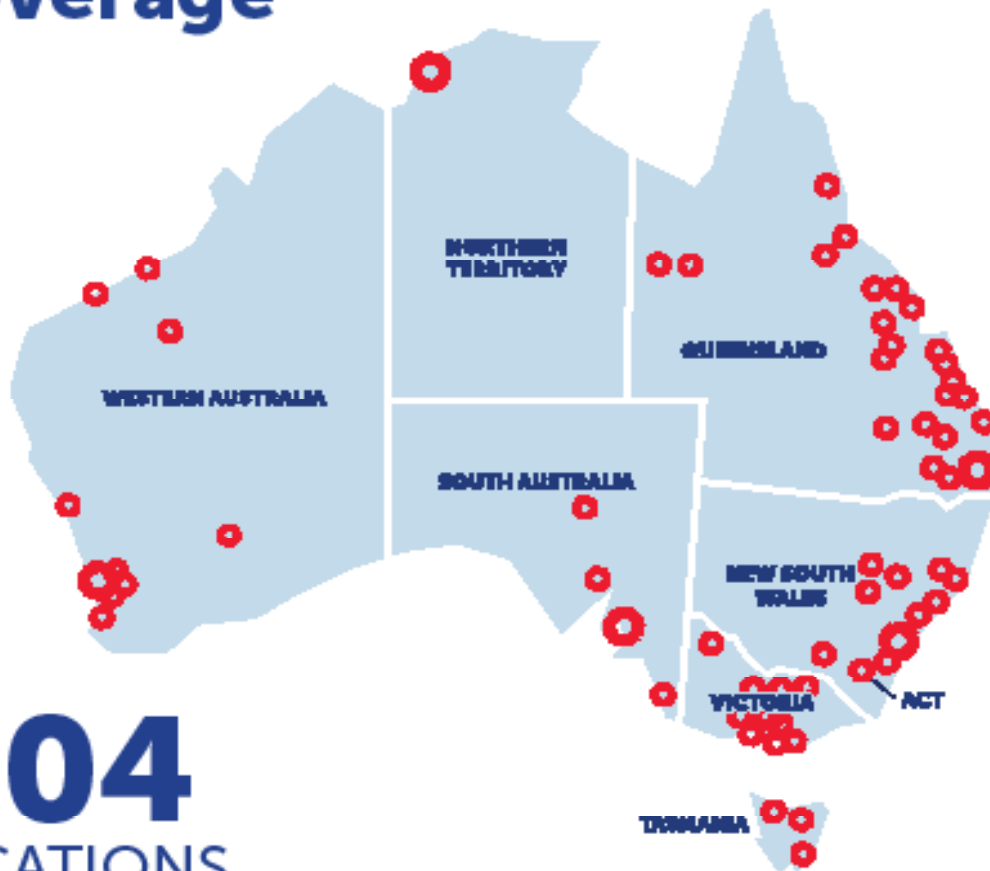 verage
NORTHERN
TERRITORY
QUEENSLAND
WESTERN AUSTRALIA
SOUTH AUSTRALIA
NEW SOUTH
WALES
VICTORIA
ACT
TASMANIA
04
CATIONS